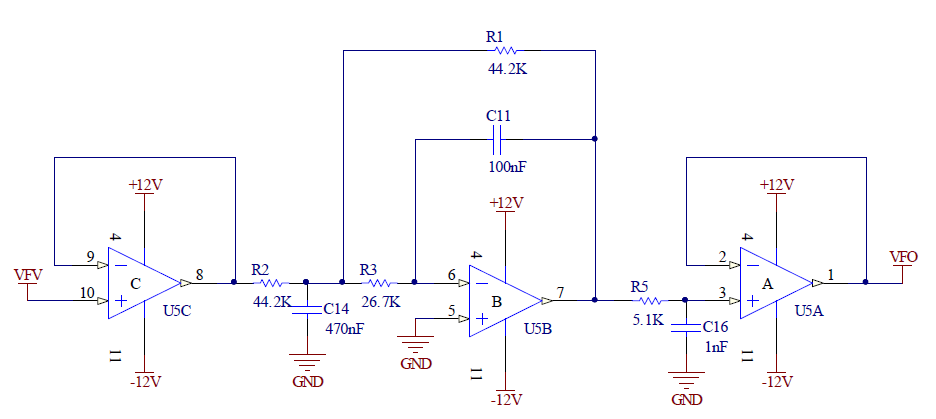 R1
44.2K
C11
100nF
+12V
+12V
+12V
4
4
4
9
8
C
10
VFV
U5C
R2
44.2K
C14
470nF
GND
R3
26.7K
6
7
B
5
U5B
GND
R5
5.1K
C16
1nF
GND
2
1
A
3
U5A
VFO
11
-12V
11
-12V
11
-12V